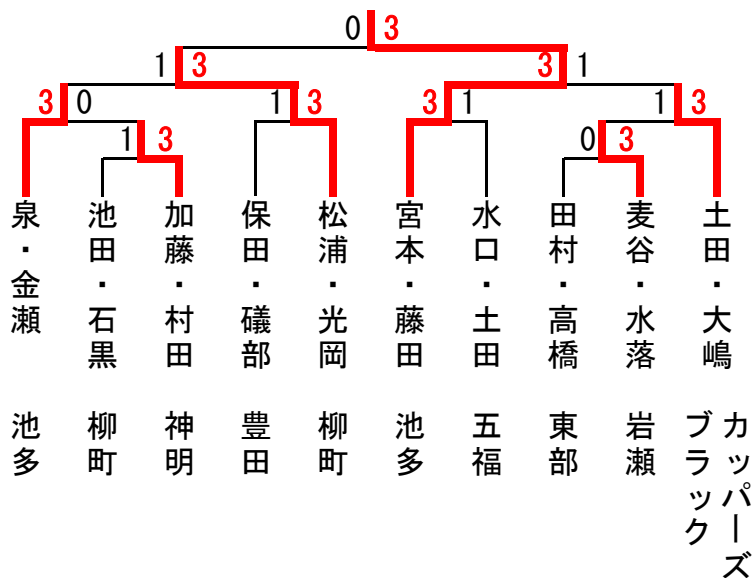 0 3
1 3 3 1
3 0 1 3 3 1 1 3
1 3 0 3
泉・金瀬
池田・石黒
加藤・村田
保田・礒部
松浦・光岡
宮本・藤田
水口・土田
田村・高橋
麦谷・水落
土田・大嶋
池多
柳町
神明
豊田
柳町
池多
五福
東部
岩瀬
カッパーズ
ブラック